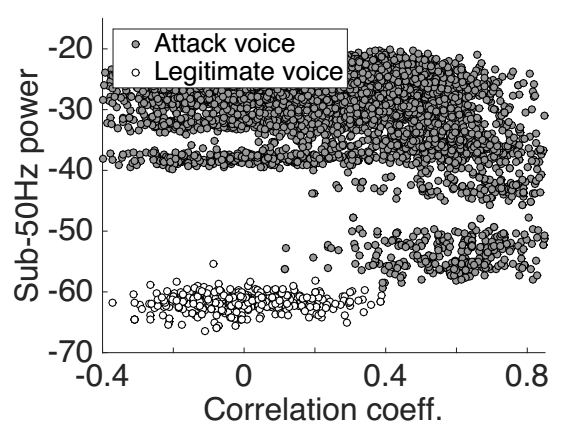 Attack voice
Legitimate voice
Sub-50Hz power
-20
-30
-40
-50
-60
-70
-0.4
0
0.4
0.8
Correlation coeff.